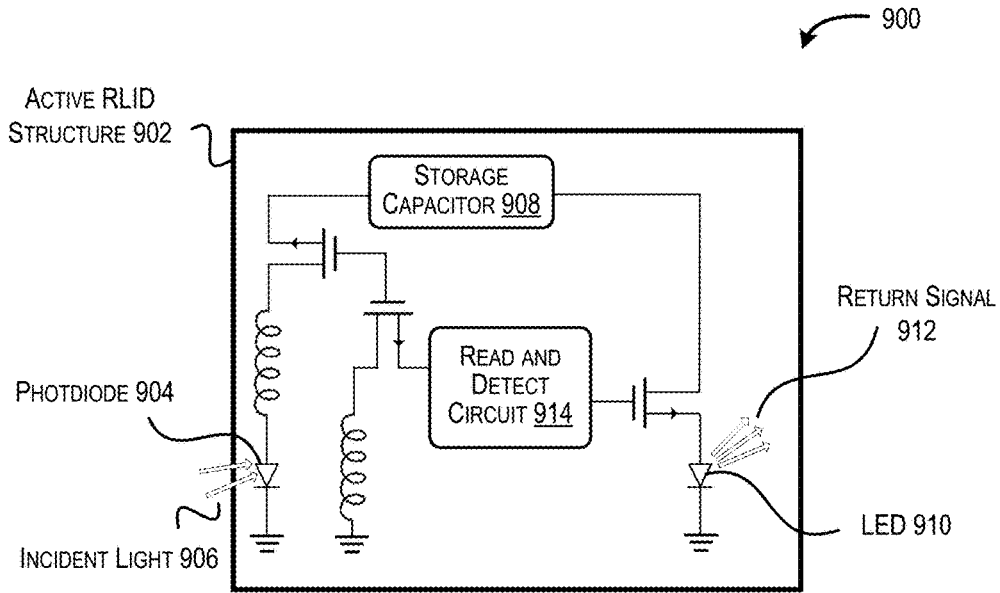 900
ACTIVE RLID
STRUCTURE 902
STORAGE
CAPACITOR 908
RETURN SIGNAL
912
READ AND
DETECT
CIRCUIT 914
PHOTDIODE 904
LED 910
INCIDENT LIGHT 906